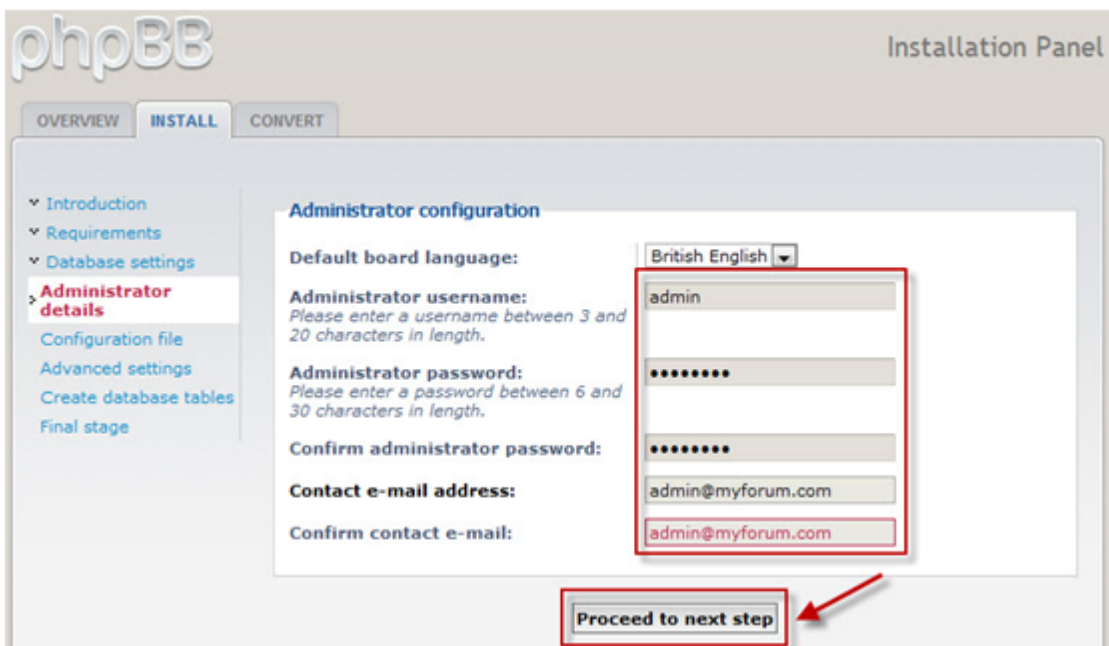 phpBB
Installation Panel
OVERVIEW
INSTALL
CONVERT
Introduction
Requirements
Database settings
Administrator
details
Configuration file
Advanced settings
Create database tables
Final stage
Administrator configuration
Default board language:
British English
Administrator username:
Please enter a username between 3 and
20 characters in length.
admin
Administrator password:
Please enter a password between 6 and
30 characters in length.
••••••••
Confirm administrator password:
••••••••
Contact e-mail address:
admin@myforum.com
Confirm contact e-mail:
admin@myforum.com
Proceed to next step